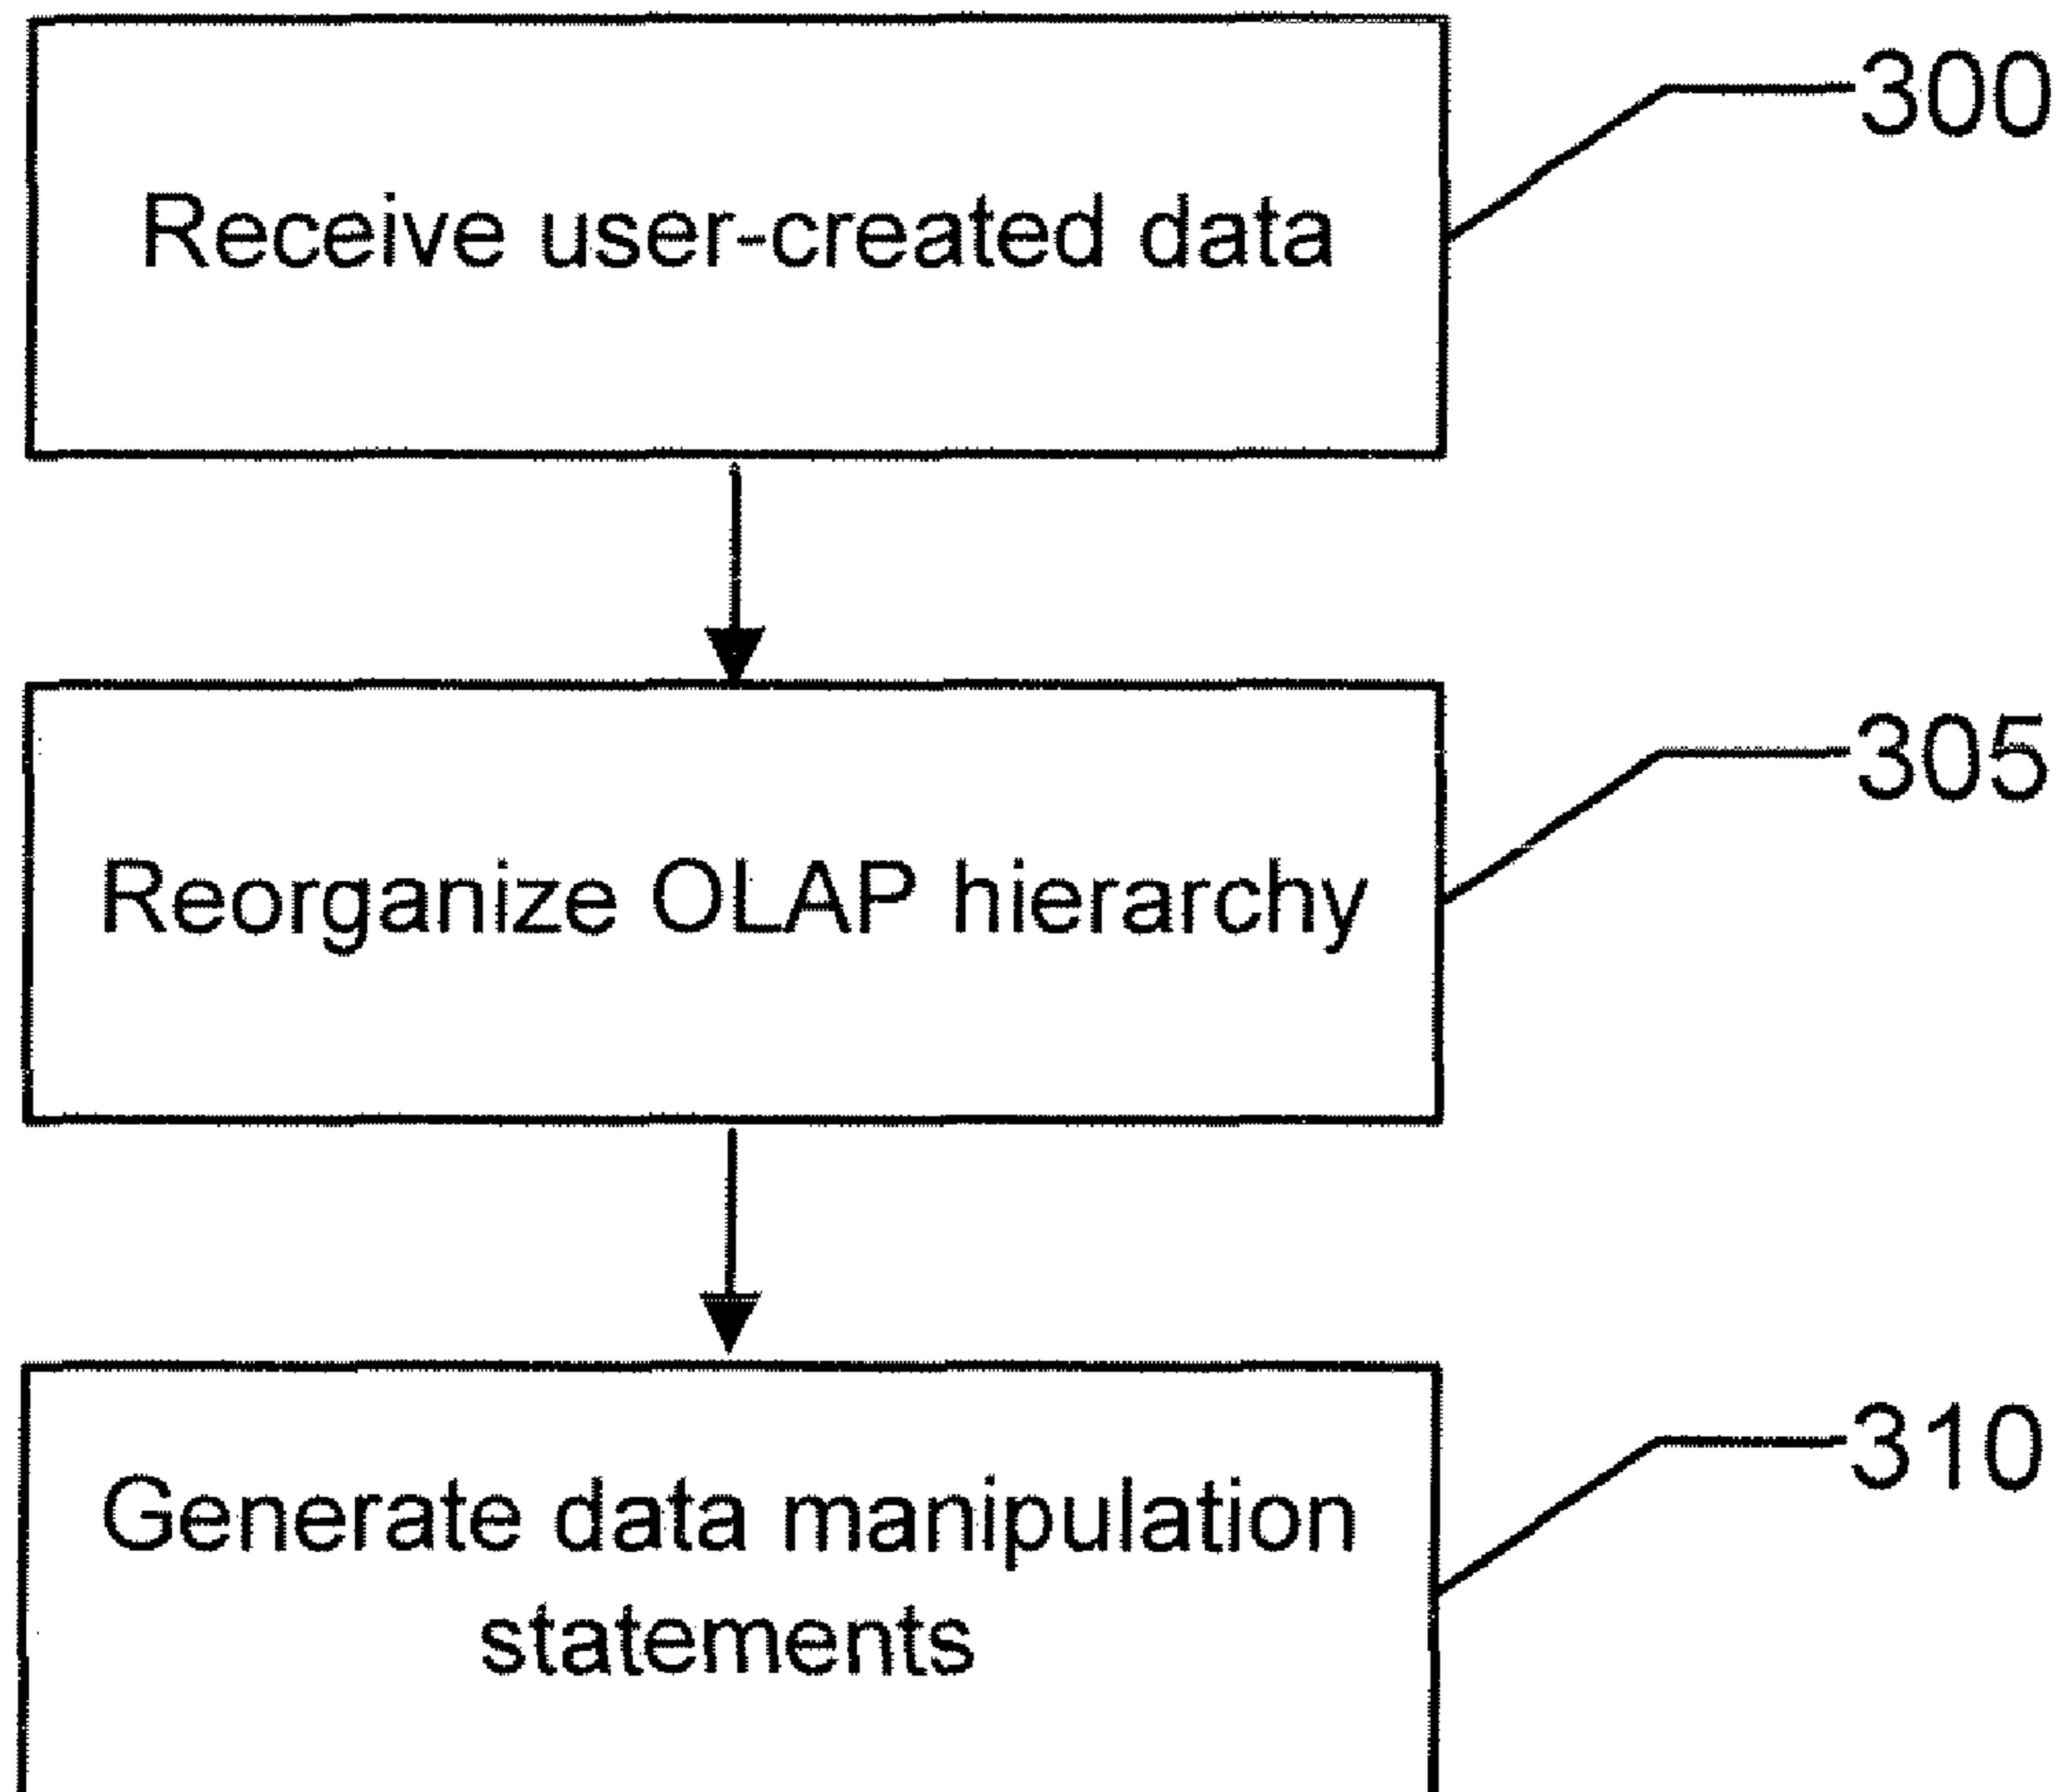 300
Receive user-created data
305
Reorganize OLAP hierarchy
310
Generate data manipulation
statements